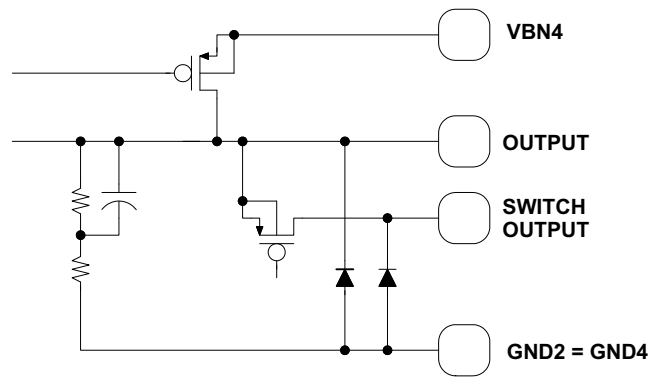 VBN4
OUTPUT
SWITCH
OUTPUT
GND2 = GND4